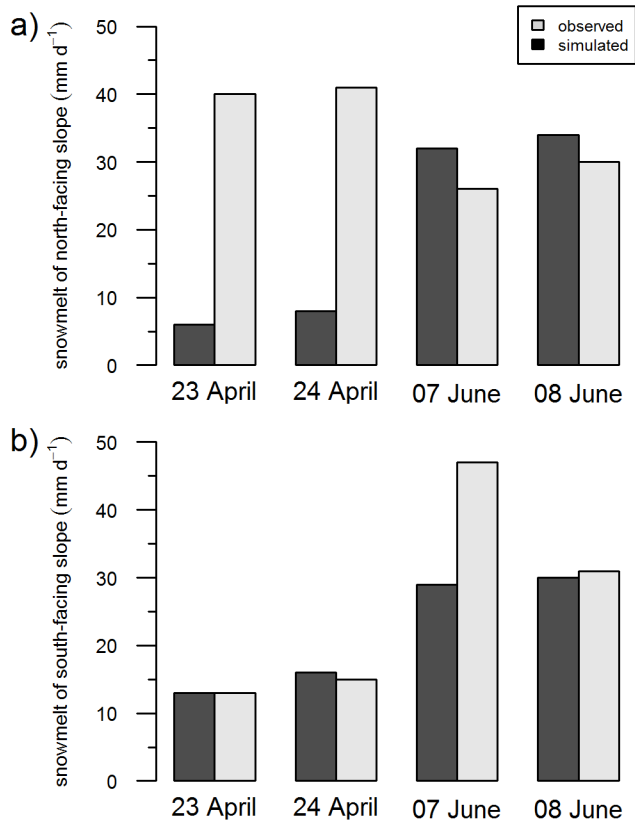 a)
snowmelt of north-facing slope (mm d⁻¹)
50
40
30
20
10
0
observed
simulated
23 April 24 April 07 June 08 June
b)
snowmelt of south-facing slope (mm d⁻¹)
50
40
30
20
10
0
23 April 24 April 07 June 08 June